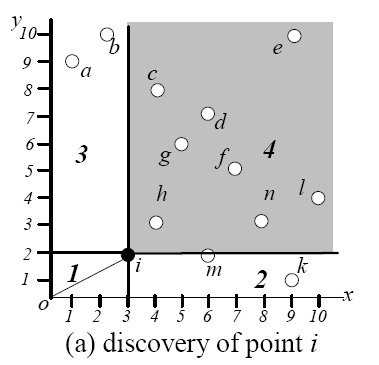 y
10
b
e
9
a
8
c
7
d
6
g
3
f
4
5
4
h
n
l
3
2
i
m
k
1
1
2
o
1 2 3 4 5 6 7 8 9 10
x
(a) discovery of point i